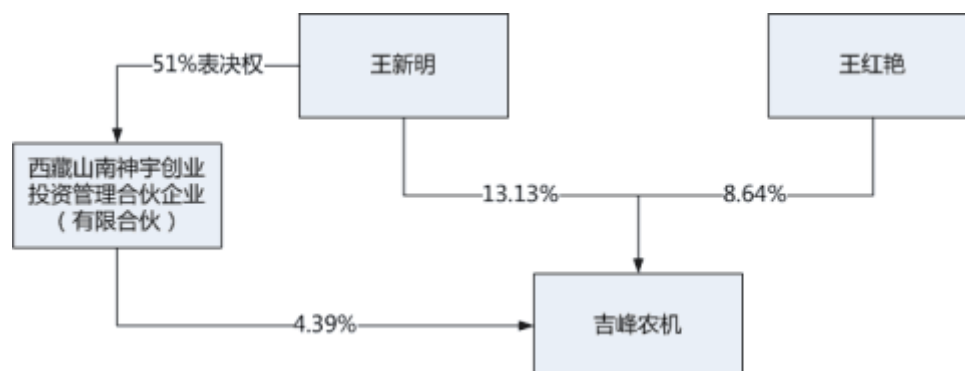 51%表决权
王新明
王红艳
西藏山南神宇创业
投资管理合伙企业
（有限合伙）
13.13%
8.64%
4.39%
吉峰农机